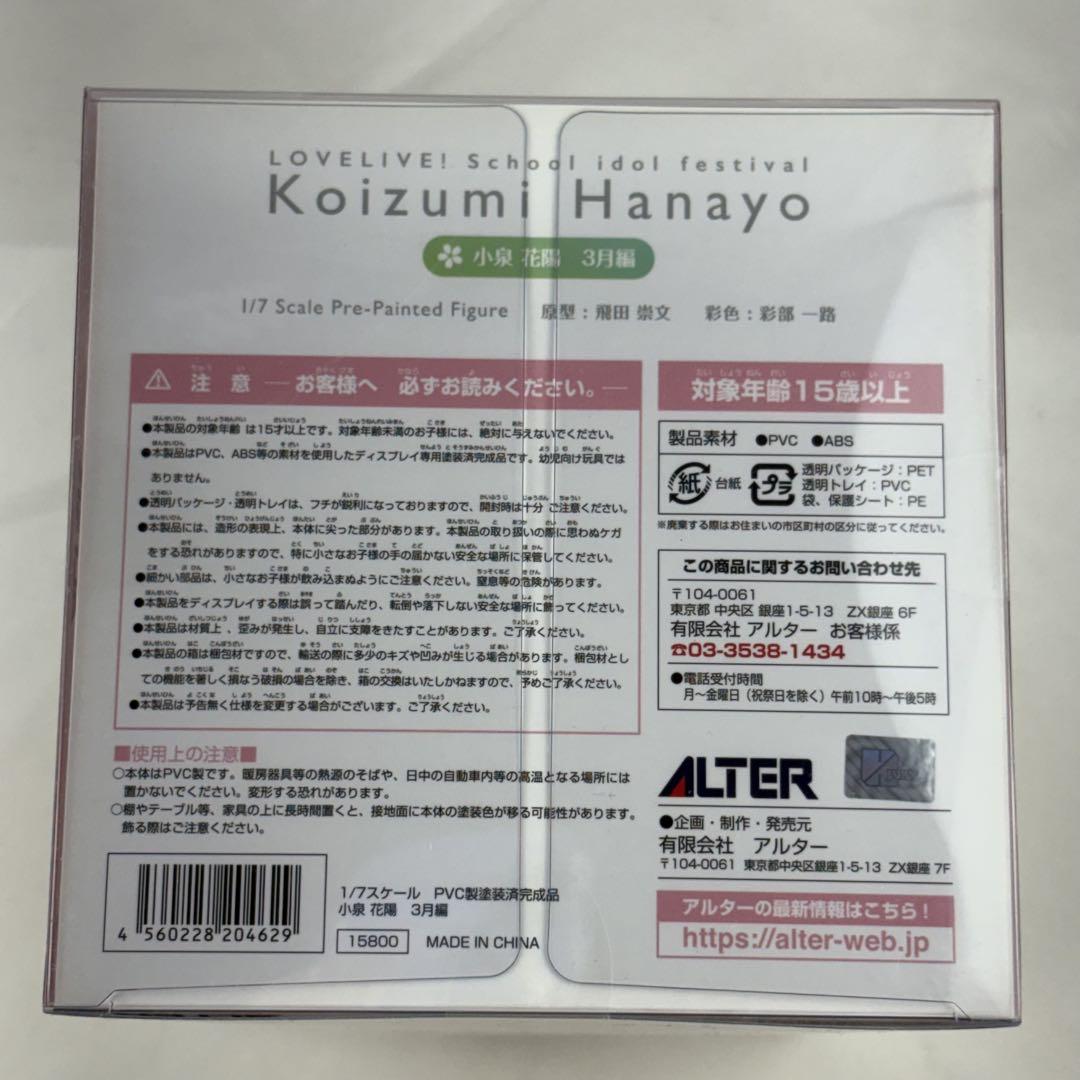 LOVELIVE! School idol festival
Koizumi Hanayo
小泉 花陽 3月編
1/7 Scale Pre-Painted Figure 原型：飛田 崇文 彩色：彩部 一路
注意 ―お客様へ 必ずお読みください。―
●本製品の対象年齢 は15才以上です。対象年齢未満のお子様には、絶対に与えないでください。
●本製品はPVC、ABS等の素材を使用したディスプレイ専用塗装済完成品です。幼児向け玩具では
ありません。
●透明パッケージ・透明トレイは、フチが鋭利になっておりますので、開封時は十分 ご注意ください。
●本製品には、造形の表現上、本体に尖った部分があります。本製品の取り扱いの際に思わぬケガ
をする恐れがありますので、特に小さなお子様の手の届かない安全な場所に保管してください。
●細かい部品は、小さなお子様が飲み込まぬようにご注意ください。窒息等の危険があります。
●本製品をディスプレイする際は誤って踏んだり、転倒や落下しない安全な場所に飾ってください。
●本製品は材質上 、歪みが発生し、自立に支障をきたすことがあります。ご了承ください。
●本製品の箱は梱包材ですので、輸送の際に多少のキズや凹みが生じる場合があります。梱包材とし
ての機能を著しく損なう破損の場合を除き、箱の交換はいたしかねますので、予めご了承ください。
●本製品は予告無く仕様を変更する場合がございます。ご了承ください。
■使用上の注意■
○本体はPVC製です。暖房器具等の熱源のそばや、日中の自動車内等の高温となる場所には
置かないでください。変形する恐れがあります。
○棚やテーブル等、家具の上に長時間置くと、接地面に本体の塗装色が移る可能性があります。
飾る際はご注意ください。
4 560228 204629
1/7スケール PVC製塗装済完成品
小泉 花陽 3月編
15800 MADE IN CHINA
対象年齢15歳以上
製品素材 ●PVC ●ABS
紙 台紙
プラ 透明パッケージ：PET
透明トレイ：PVC
袋、保護シート：PE
※廃棄する際はお住まいの市区町村の区分に従ってください。
この商品に関するお問い合わせ先
〒104-0061
東京都 中央区 銀座1-5-13 ZX銀座 6F
有限会社 アルター お客様係
☎03-3538-1434
●電話受付時間
月～金曜日（祝祭日を除く）午前10時～午後5時
ALTER
●企画・制作・発売元
有限会社 アルター
〒104-0061 東京都中央区銀座1-5-13 ZX銀座 7F
アルターの最新情報はこちら！
https://alter-web.jp